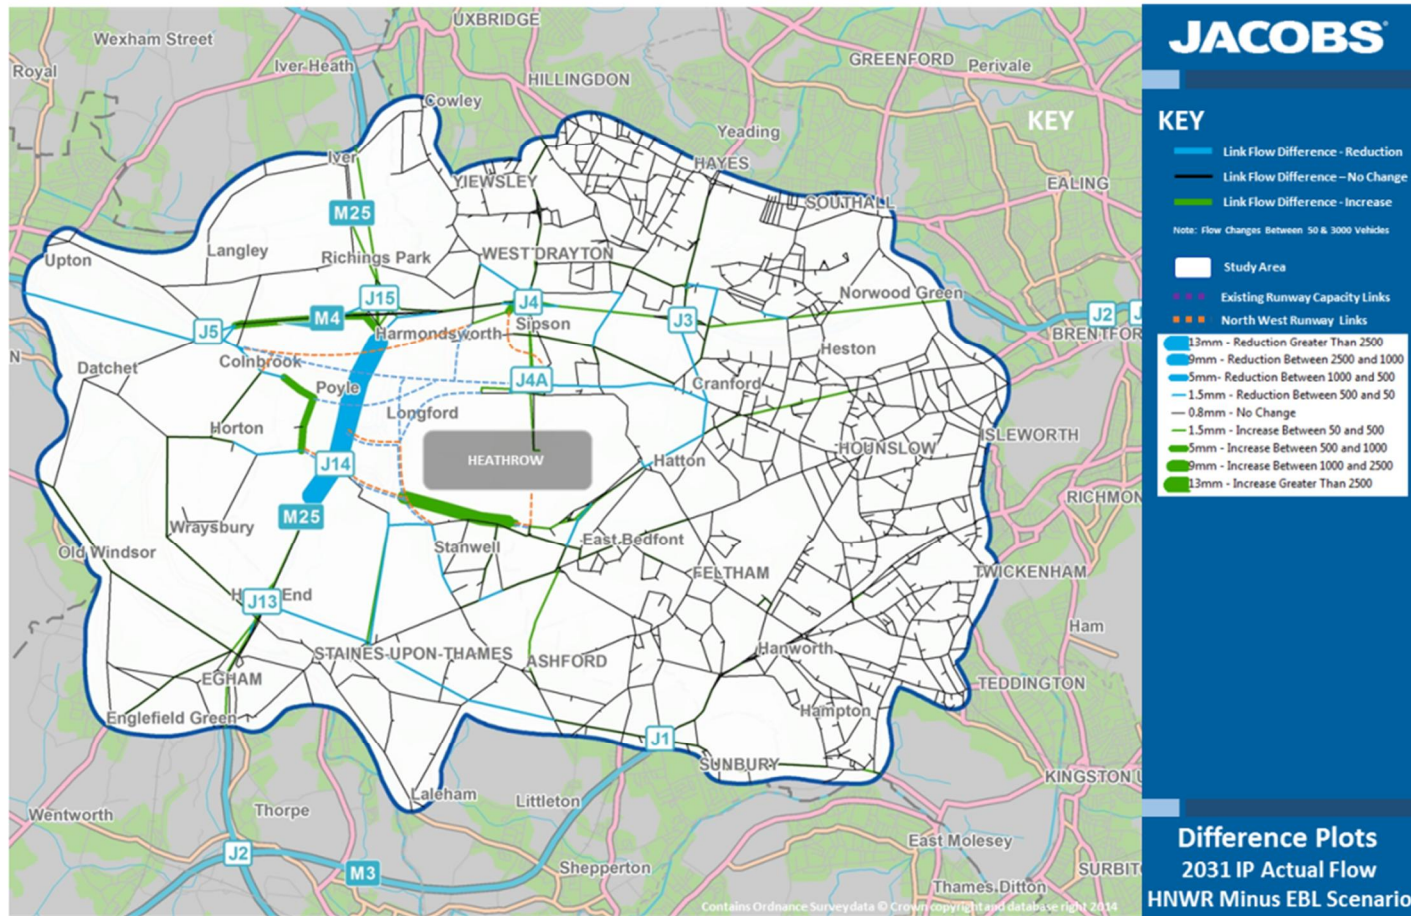 UXBRIDGE
Wexham Street
Iver Heath
GREENFORD
Perivale
Royal
HILLINGDON
Cowley
KEY
Yeading
Iver
HAYES
YIEWSLEY
EALING
SOUTHALL
M25
Langley
WEST DRAYTON
Upton
Richings Park
J15
J4
Norwood Green
M4
J5
Harmondsworth
Sipson
J3
J2
BRENTFOR
Heston
Colnbrook
Datchet
Poyle
J4A
Cranford
Longford
Horton
HOUNSLOW
ISLEWORTH
J14
HEATHROW
Hatton
RICHMON
M25
Wraysbury
Old Windsor
Stanwell
East Bedfont
FELTHAM
TWICKENHAM
J13
End
Ham
STAINES-UPON-THAMES
ASHFORD
Hanworth
EGHAM
TEDDINGTON
Englefield Green
Hampton
J1
SUNBURY
KINGSTON U
Laleham
Littleton
Wentworth
Thorpe
East Molesey
J2
M3
Shepperton
SURBIT
Thames Ditton
Contains Ordnance Survey data © Crown copyright and database right 2014
JACOBS
KEY
Link Flow Difference - Reduction
Link Flow Difference – No Change
Link Flow Difference - Increase
Note: Flow Changes Between 50 & 3000 Vehicles
Study Area
Existing Runway Capacity Links
North West Runway Links
13mm - Reduction Greater Than 2500
9mm - Reduction Between 2500 and 1000
5mm- Reduction Between 1000 and 500
1.5mm - Reduction Between 500 and 50
0.8mm - No Change
1.5mm - Increase Between 50 and 500
5mm - Increase Between 500 and 1000
9mm - Increase Between 1000 and 2500
13mm - Increase Greater Than 2500
Difference Plots
2031 IP Actual Flow
HNWR Minus EBL Scenario